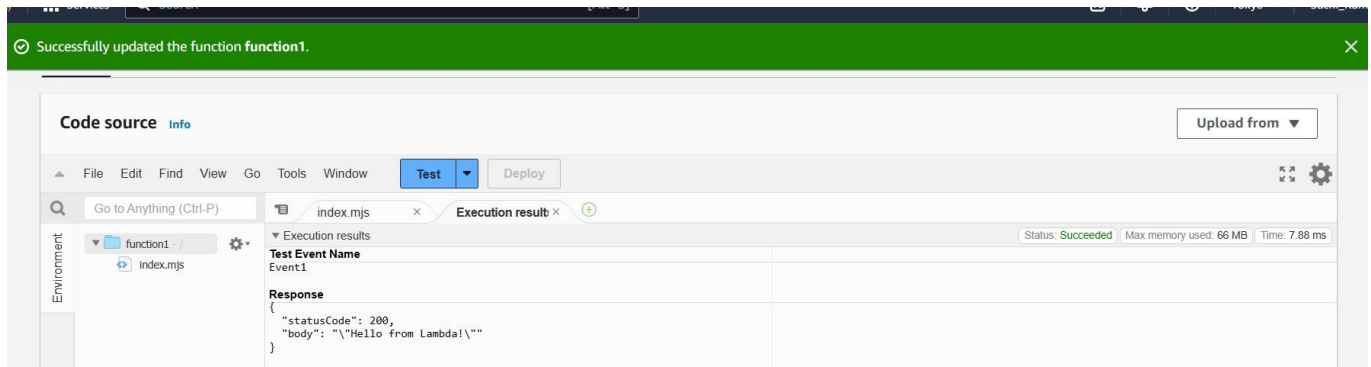 Services
Successfully updated the function function1.
Code source Info
Upload from
File Edit Find View Go Tools Window Test Deploy
Go to Anything (Ctrl-P)
index.mjs
Execution result
Environment
function1 - /
index.mjs
Execution results
Status: Succeeded Max memory used: 66 MB Time: 7.88 ms
Test Event Name
Event1
Response
{
"statusCode": 200,
"body": "\"Hello from Lambda!\""
}